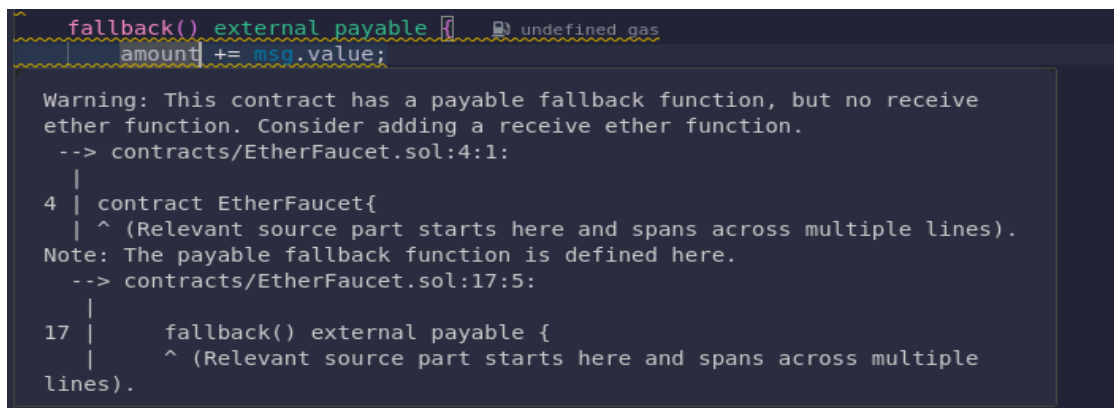 fallback() external payable { undefined gas
amount += msg.value;
Warning: This contract has a payable fallback function, but no receive
ether function. Consider adding a receive ether function.
--> contracts/EtherFaucet.sol:4:1:
|
4 | contract EtherFaucet{
| ^ (Relevant source part starts here and spans across multiple lines).
Note: The payable fallback function is defined here.
--> contracts/EtherFaucet.sol:17:5:
|
17 | fallback() external payable {
| ^ (Relevant source part starts here and spans across multiple
lines).